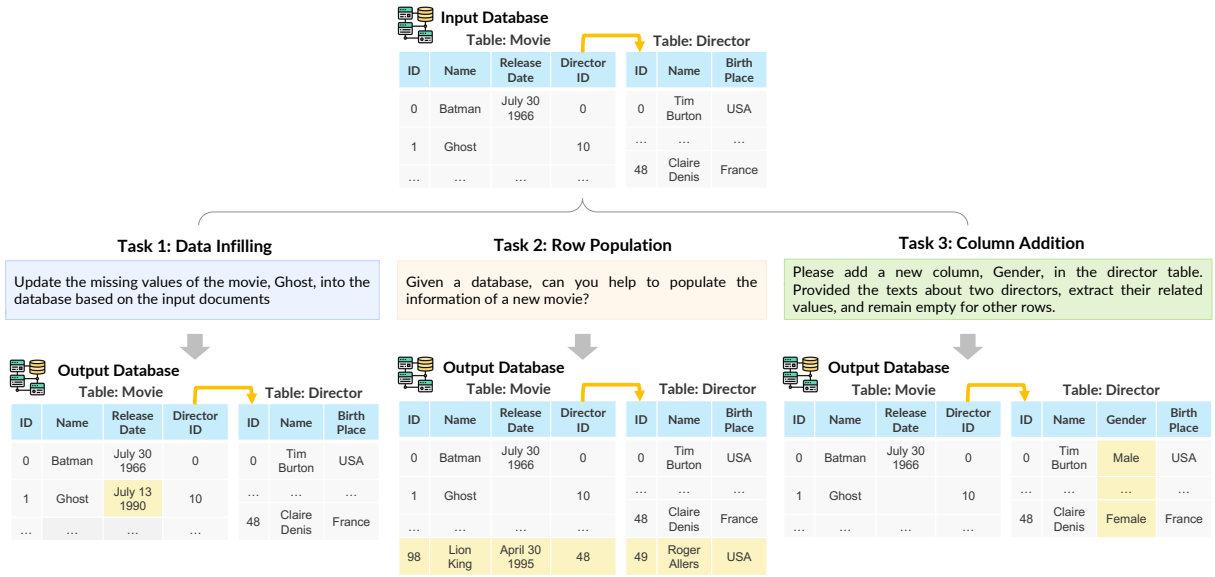 Input Database
Table: Movie Table: Director
ID Name Release Date Director ID ID Name Birth Place
0 Batman July 30 1966 0 0 Tim Burton USA
1 Ghost 10 … … …
… … … … 48 Claire Denis France
Task 1: Data Infilling
Update the missing values of the movie, Ghost, into the
database based on the input documents
Output Database
Table: Movie Table: Director
ID Name Release Date Director ID ID Name Birth Place
0 Batman July 30 1966 0 0 Tim Burton USA
1 Ghost July 13 1990 10 … … …
… … … … 48 Claire Denis France
Task 2: Row Population
Given a database, can you help to populate the
information of a new movie?
Output Database
Table: Movie Table: Director
ID Name Release Date Director ID ID Name Birth Place
0 Batman July 30 1966 0 0 Tim Burton USA
1 Ghost 10 … … …
… … … … 48 Claire Denis France
98 Lion King April 30 1995 48 49 Roger Allers USA
Task 3: Column Addition
Please add a new column, Gender, in the director table.
Provided the texts about two directors, extract their related
values, and remain empty for other rows.
Output Database
Table: Movie Table: Director
ID Name Release Date Director ID ID Name Gender Birth Place
0 Batman July 30 1966 0 0 Tim Burton Male USA
1 Ghost 10 … … … …
… … … … 48 Claire Denis Female France